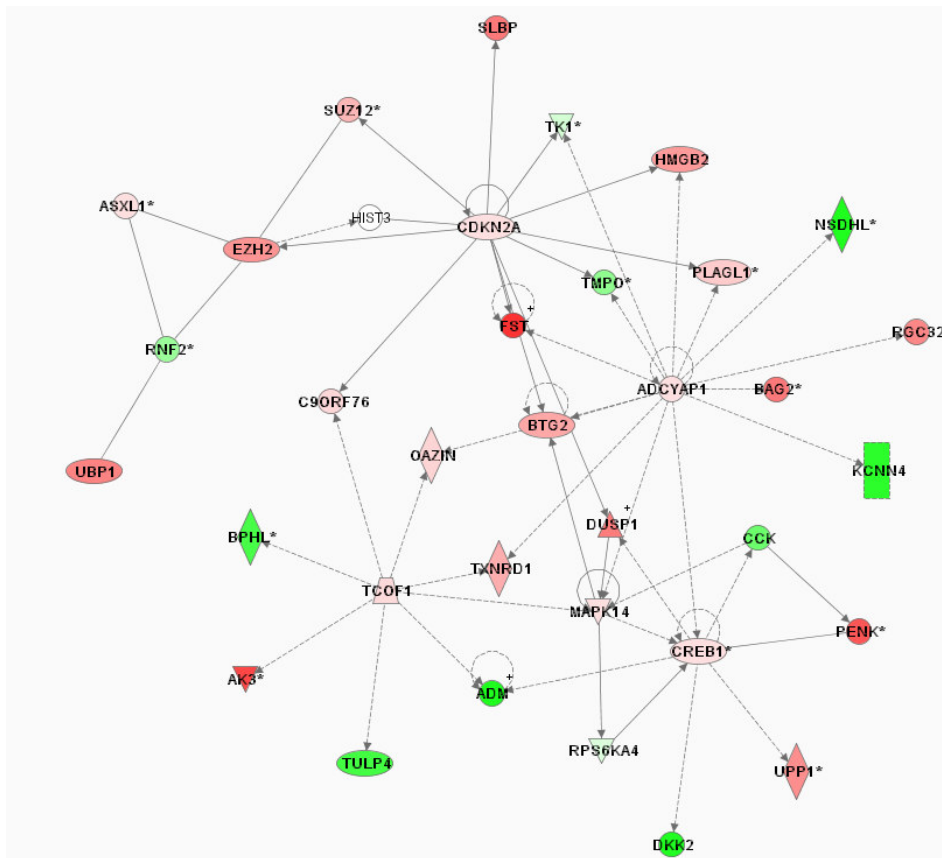 SLBP
SUZ12*
TK1*
HMGB2
ASXL1*
HIST3
CDKN2A
NSDHL*
EZH2
PLAGL1*
TMPO*
+
FST
RGC32
RNF2*
ADCYAP1
BAG2*
C9ORF76
BTG2
OAZIN
UBP1
KCNN4
+
DUSP1
BPHL*
CCK
TXNRD1
TCOF1
MAPK14
PENK*
CREB1*
AK3*
+
ADM
RPS6KA4
TULP4
UPP1*
DKK2